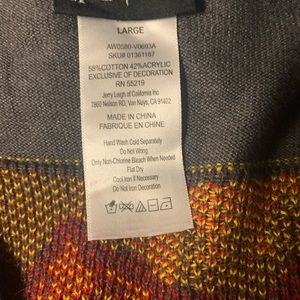 LARGE
AW0580-V0693A
SKU# 01361187
58%COTTON 42%ACRYLIC
EXCLUSIVE OF DECORATION
RN 55219
Jerry Leigh of California Inc
7860 Nelson RD, Van Nuys, CA 91402
MADE IN CHINA
FABRIQUE EN CHINE
Hand Wash Cold Separately
Do Not Wring
Only Non-Chlorine Bleach When Needed
Flat Dry
Cool Iron If Necessary
Do Not Iron Decoration